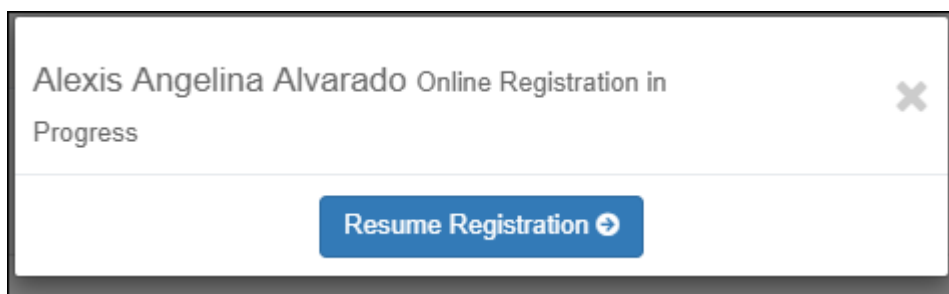 Alexis Angelina Alvarado Online Registration in
Progress
Resume Registration